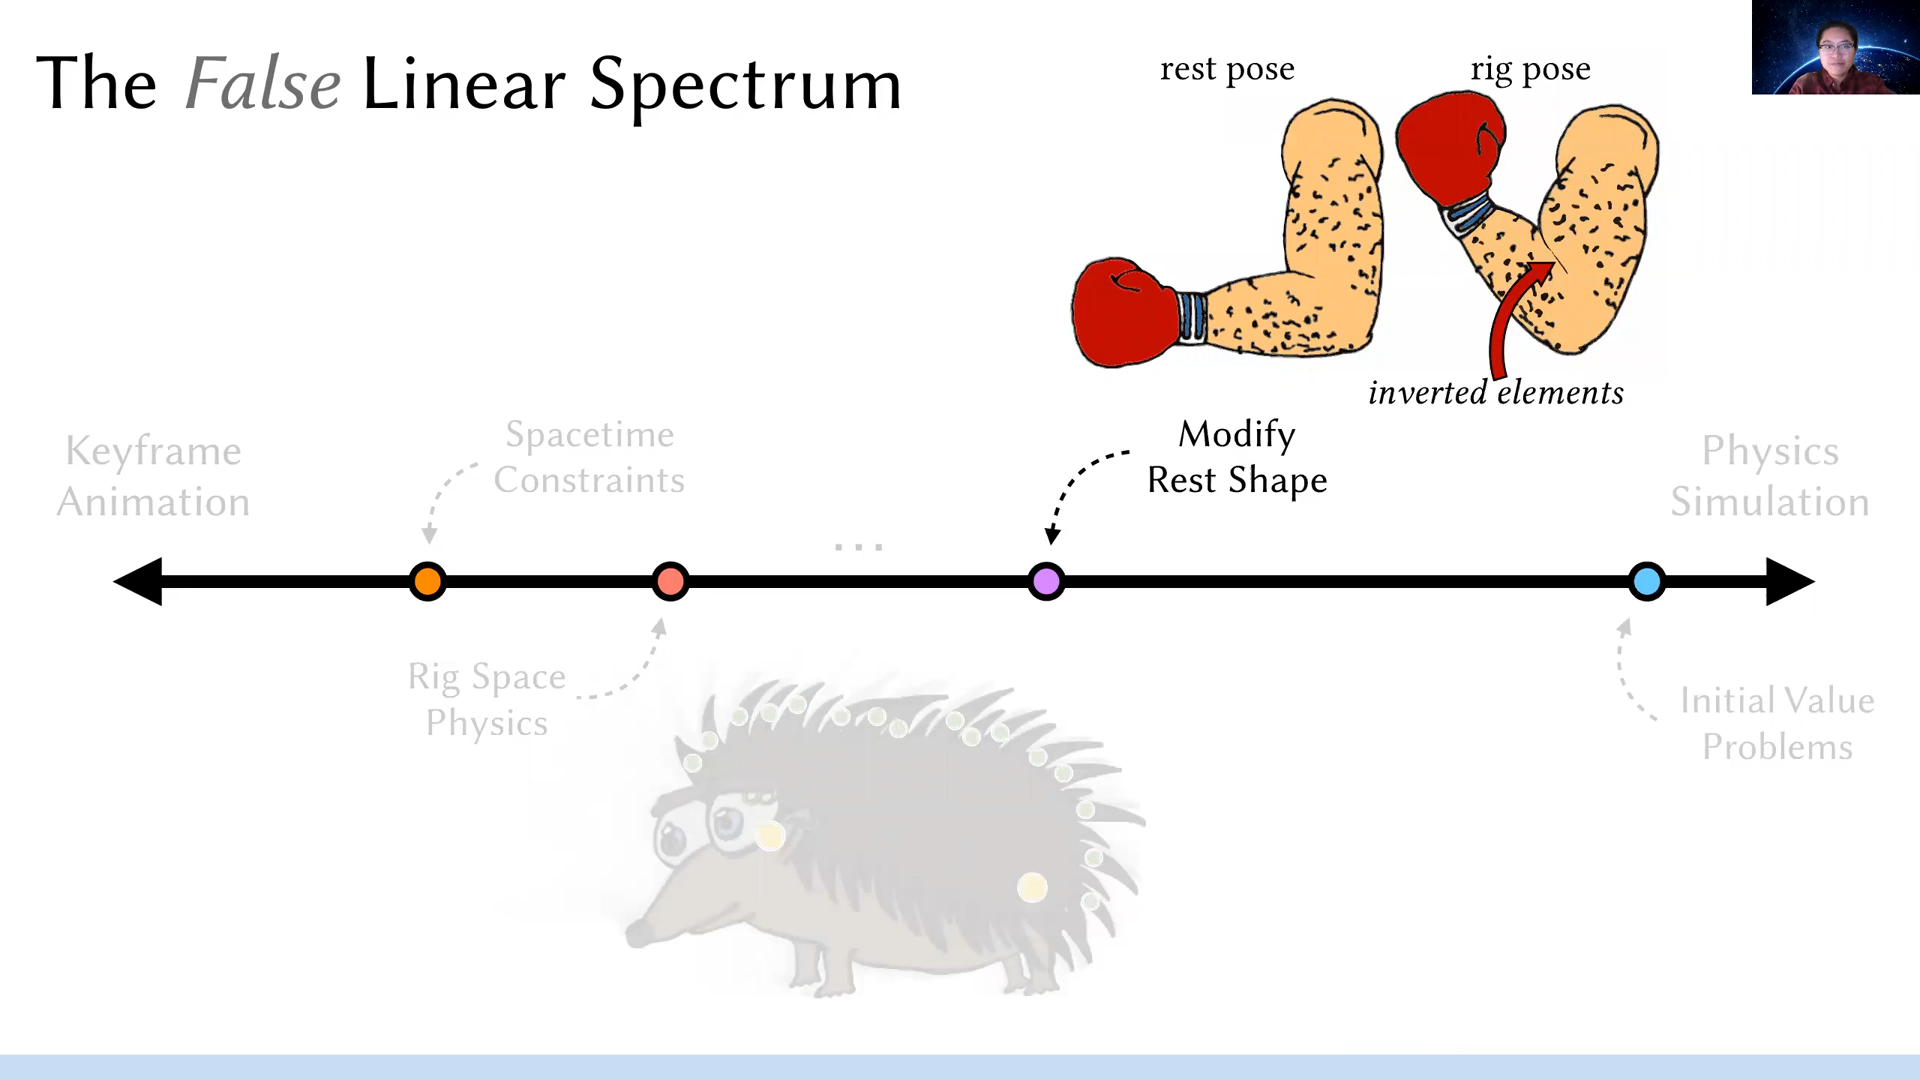 The False Linear Spectrum
rest pose
rig pose
inverted elements
Keyframe
Animation
Spacetime
Constraints
...
Modify
Rest Shape
Physics
Simulation
Rig Space
Physics
Initial Value
Problems